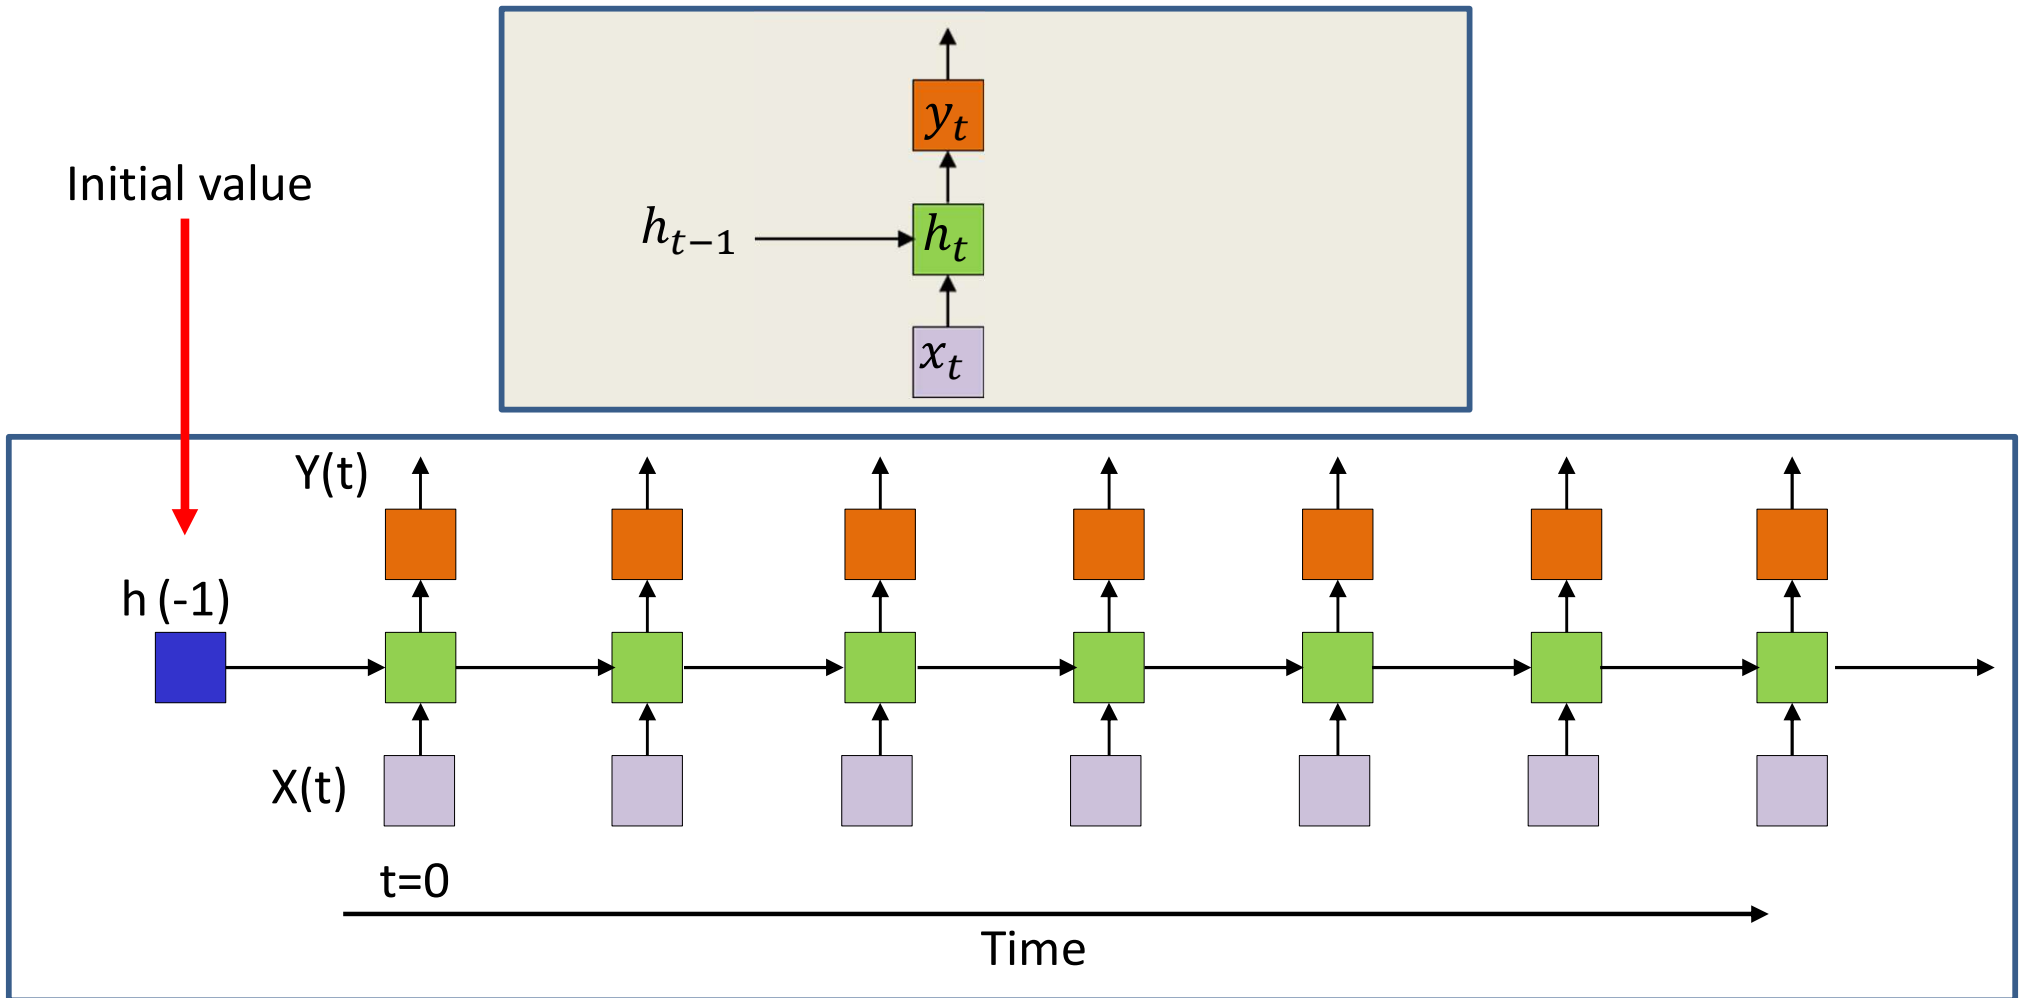 y_t
Initial value
h_{t−1}
h_t
x_t
Y(t)
h (-1)
X(t)
t=0
Time